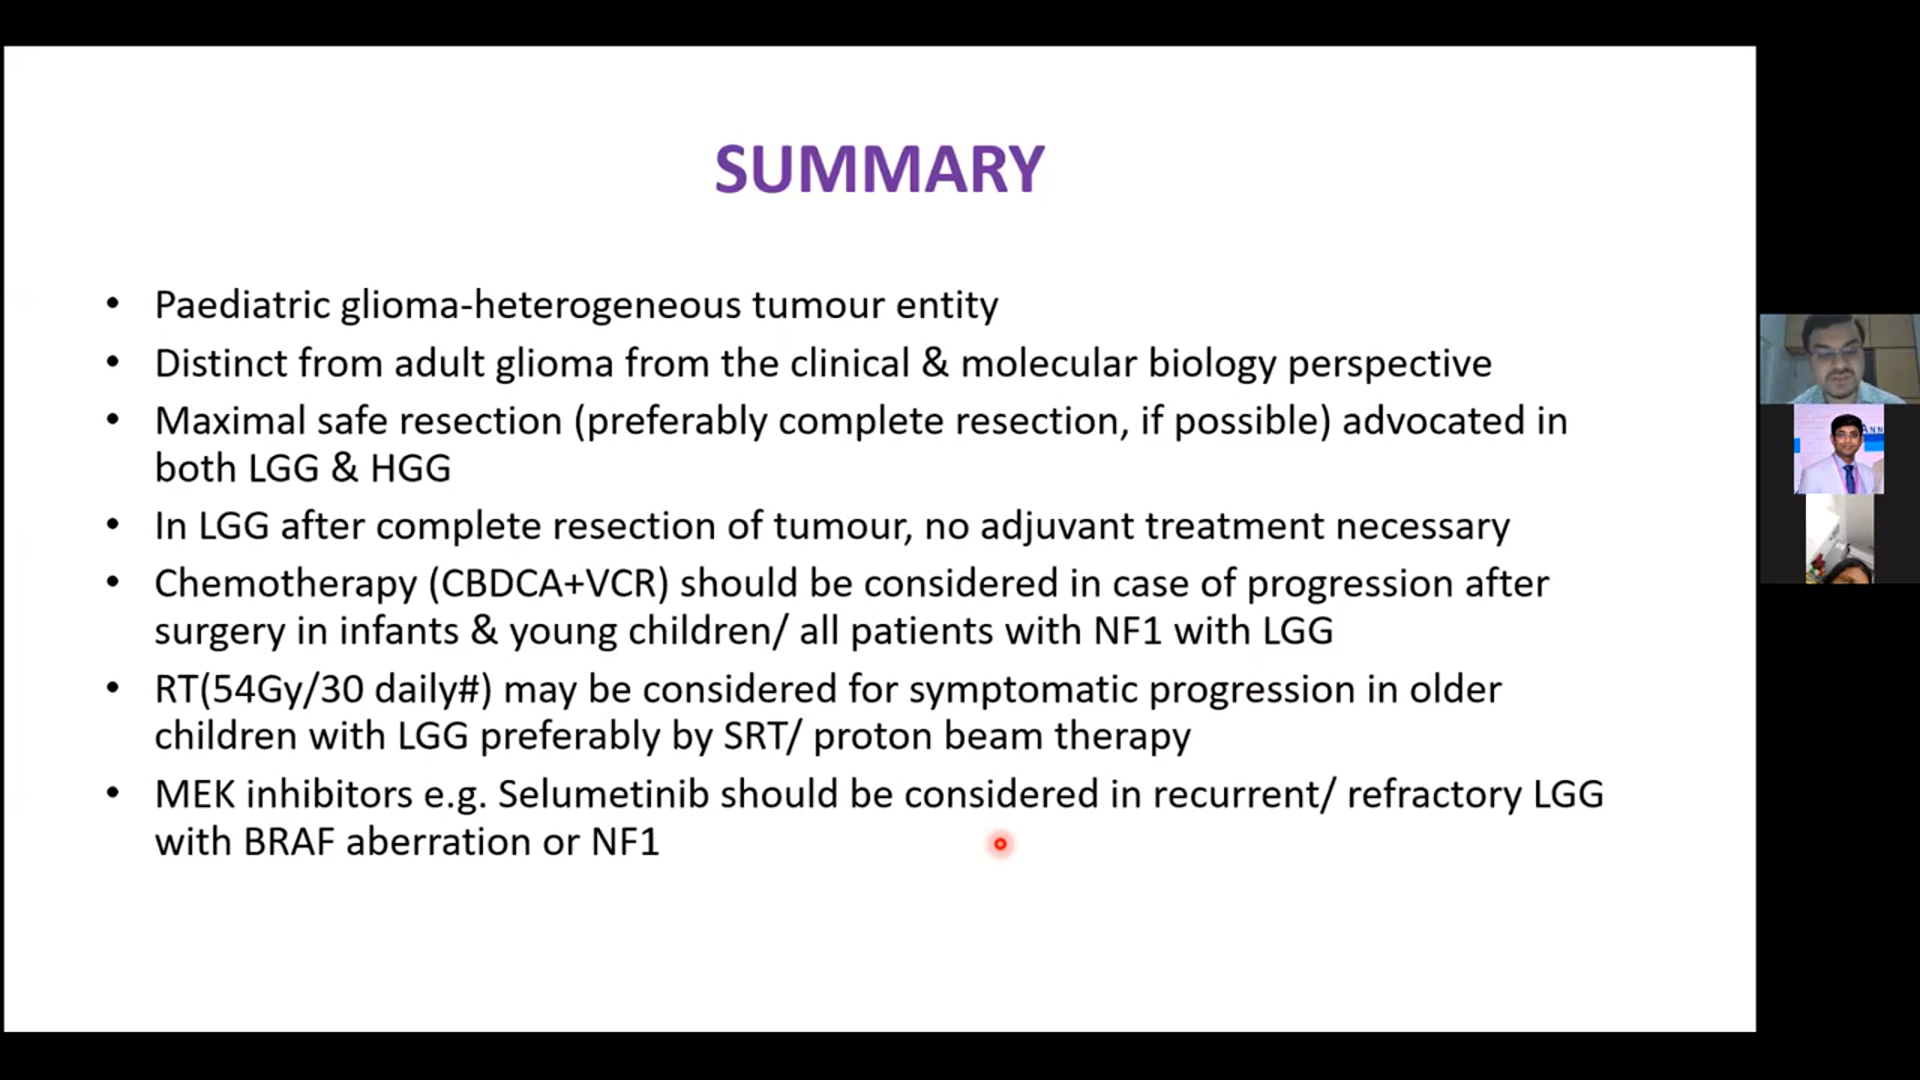 SUMMARY
• Paediatric glioma-heterogeneous tumour entity
• Distinct from adult glioma from the clinical & molecular biology perspective
• Maximal safe resection (preferably complete resection, if possible) advocated in
both LGG & HGG
• In LGG after complete resection of tumour, no adjuvant treatment necessary
• Chemotherapy (CBDCA+VCR) should be considered in case of progression after
surgery in infants & young children/ all patients with NF1 with LGG
• RT(54Gy/30 daily#) may be considered for symptomatic progression in older
children with LGG preferably by SRT/ proton beam therapy
• MEK inhibitors e.g. Selumetinib should be considered in recurrent/ refractory LGG
with BRAF aberration or NF1